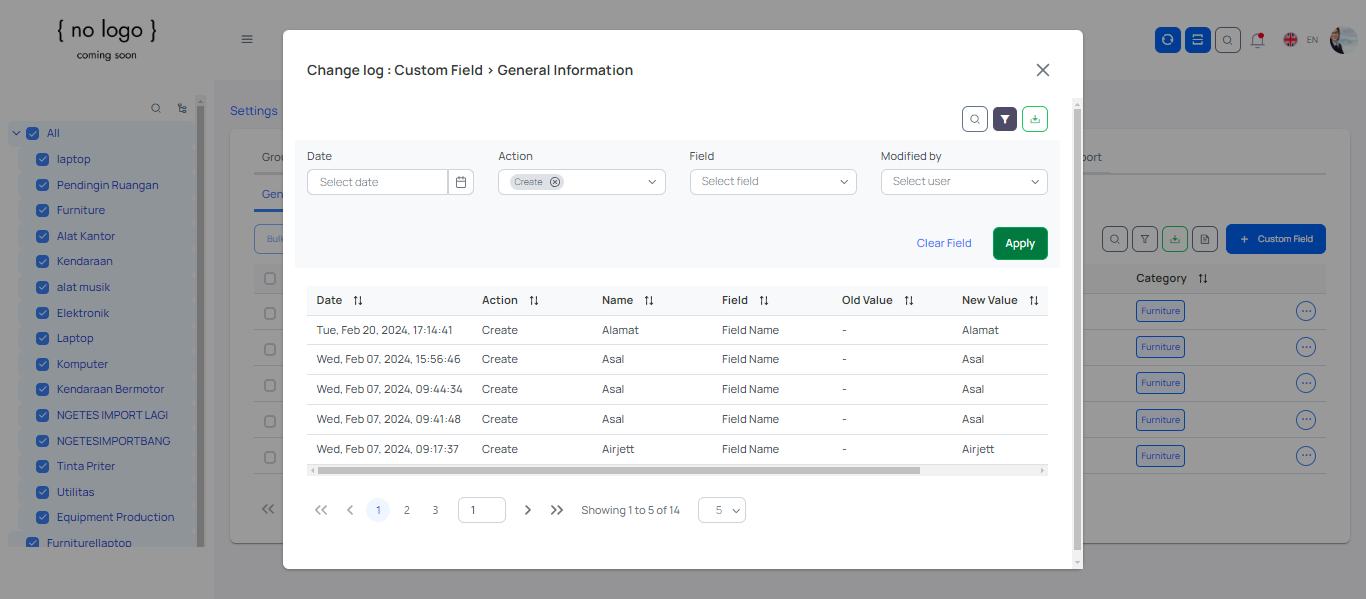 { no logo }
coming soon
EN
Change log : Custom Field > General Information
Settings
All
laptop
Pendingin Ruangan
Furniture
Alat Kantor
Kendaraan
alat musik
Elektronik
Laptop
Komputer
Kendaraan Bermotor
NGETES IMPORT LAGI
NGETESIMPORTBANG
Tinta Priter
Utilitas
Equipment Production
Furniturellaptop
Date Action Field Modified by
Select date Create Select field Select user
Clear Field Apply
Custom Field
Category
Furniture
Furniture
Furniture
Furniture
Furniture
Date Action Name Field Old Value New Value
Tue, Feb 20, 2024, 17:14:41 Create Alamat Field Name - Alamat
Wed, Feb 07, 2024, 15:56:46 Create Asal Field Name - Asal
Wed, Feb 07, 2024, 09:44:34 Create Asal Field Name - Asal
Wed, Feb 07, 2024, 09:41:48 Create Asal Field Name - Asal
Wed, Feb 07, 2024, 09:17:37 Create Airjett Field Name - Airjett
1 2 3 1 Showing 1 to 5 of 14 5